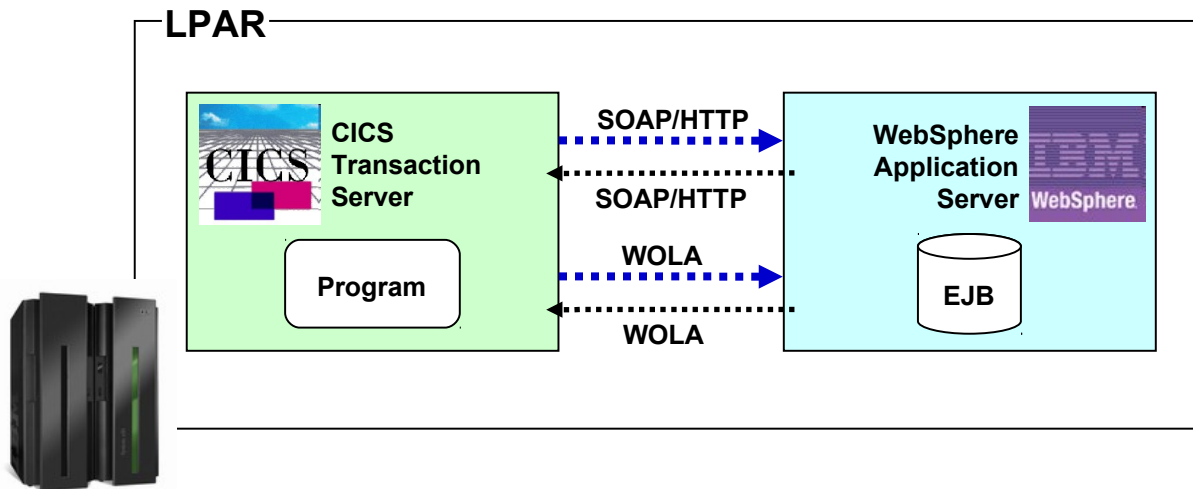 LPAR
CICS
CICS
Transaction
Server
Program
SOAP/HTTP
SOAP/HTTP
WOLA
WOLA
WebSphere
Application
Server
IBM
WebSphere.
EJB